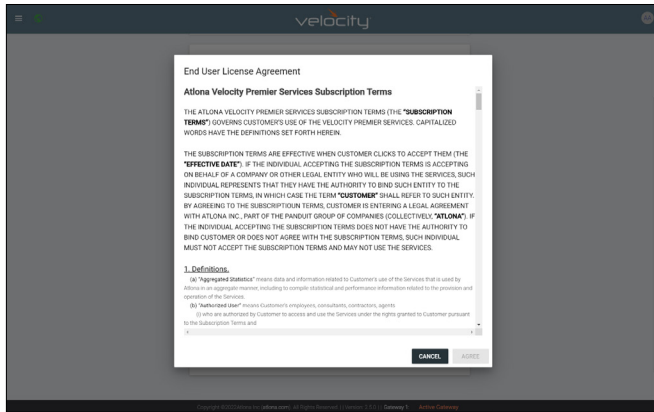 velocity
End User License Agreement
Atlona Velocity Premier Services Subscription Terms
THE ATLONA VELOCITY PREMIER SERVICES SUBSCRIPTION TERMS (THE "SUBSCRIPTION
TERMS") GOVERNS CUSTOMER'S USE OF THE VELOCITY PREMIER SERVICES. CAPITALIZED
WORDS HAVE THE DEFINITIONS SET FORTH HEREIN.
THE SUBSCRIPTION TERMS ARE EFFECTIVE WHEN CUSTOMER CLICKS TO ACCEPT THEM (THE
"EFFECTIVE DATE"). IF THE INDIVIDUAL ACCEPTING THE SUBSCRIPTION TERMS IS ACCEPTING
ON BEHALF OF A COMPANY OR OTHER LEGAL ENTITY WHO WILL BE USING THE SERVICES, SUCH
INDIVIDUAL REPRESENTS THAT THEY HAVE THE AUTHORITY TO BIND SUCH ENTITY TO THE
SUBSCRIPTION TERMS, IN WHICH CASE THE TERM "CUSTOMER" SHALL REFER TO SUCH ENTITY.
BY AGREEING TO THE SUBSCRIPTIOUN TERMS, CUSTOMER IS ENTERING A LEGAL AGREEMENT
WITH ATLONA INC., PART OF THE PANDUIT GROUP OF COMPANIES (COLLECTIVELY, "ATLONA"). IF
THE INDIVIDUAL ACCEPTING THE SUBSCRIPTION TERMS DOES NOT HAVE THE AUTHORITY TO
BIND CUSTOMER OR DOES NOT AGREE WITH THE SUBSCRIPTION TERMS, SUCH INDIVIDUAL
MUST NOT ACCEPT THE SUBSCRIPTION TERMS AND MAY NOT USE THE SERVICES.
1. Definitions.
(a) "Aggregated Statistics" means data and information related to Customer's use of the Services that is used by
Atlona in an aggregate manner, including to compile statistical and performance information related to the provision and
operation of the Services.
(b) "Authorized User" means Customer's employees, consultants, contractors, agents
(i) who are authorized by Customer to access and use the Services under the rights granted to Customer pursuant
to the Subscription Terms and
CANCEL
AGREE
All Rights Reserved. Gateway 1 Active Gateway